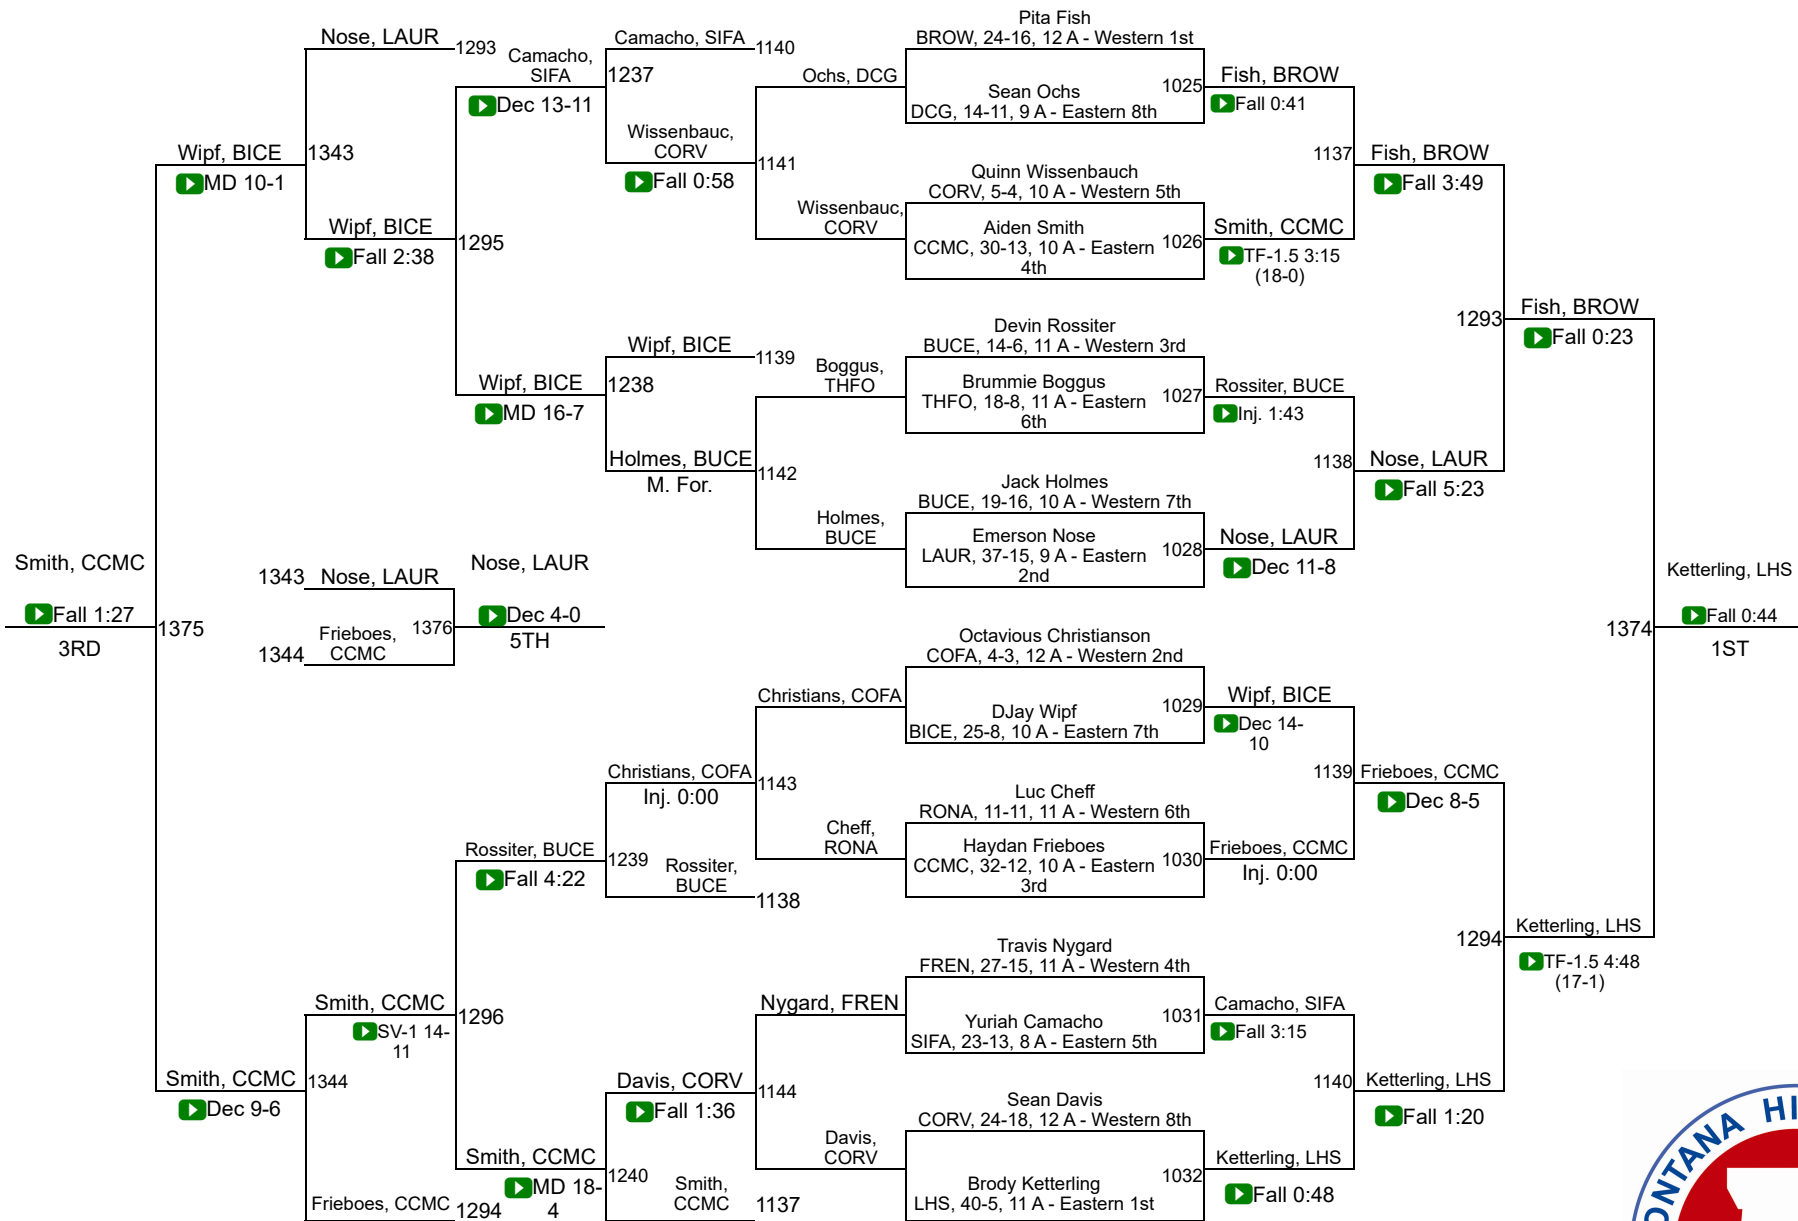 Nose, LAUR
1293
Camacho,
SIFA
Dec 13-11
Camacho, SIFA
1140
1237
Wissenbauc,
CORV
Fall 0:58
Ochs, DCG
1141
Wissenbauc,
CORV
Pita Fish
BROW, 24-16, 12 A - Western 1st
Sean Ochs
DCG, 14-11, 9 A - Eastern 8th
1025
Fish, BROW
Fall 0:41
Quinn Wissenbauch
CORV, 5-4, 10 A - Western 5th
Aiden Smith
CCMC, 30-13, 10 A - Eastern
4th
1026
Smith, CCMC
TF-1.5 3:15
(18-0)
1137
Fish, BROW
Fall 3:49
Wipf, BICE
MD 10-1
1343
Wipf, BICE
Fall 2:38
1295
Wipf, BICE
MD 16-7
Wipf, BICE
1139
1238
Holmes, BUCE
M. For.
Boggus,
THFO
1142
Holmes,
BUCE
Devin Rossiter
BUCE, 14-6, 11 A - Western 3rd
Brummie Boggus
THFO, 18-8, 11 A - Eastern
6th
1027
Rossiter, BUCE
Inj. 1:43
Jack Holmes
BUCE, 19-16, 10 A - Western 7th
Emerson Nose
LAUR, 37-15, 9 A - Eastern
2nd
1028
Nose, LAUR
Dec 11-8
1138
Nose, LAUR
Fall 5:23
1293
Fish, BROW
Fall 0:23
Smith, CCMC
Fall 1:27
3RD
1375
1343
Nose, LAUR
1344
Frieboes,
CCMC
1376
Nose, LAUR
Dec 4-0
5TH
1374
Ketterling, LHS
Fall 0:44
1ST
Octavious Christianson
COFA, 4-3, 12 A - Western 2nd
DJay Wipf
BICE, 25-8, 10 A - Eastern 7th
1029
Wipf, BICE
Dec 14-
10
Christians, COFA
Christians, COFA
Inj. 0:00
1143
Cheff,
RONA
Luc Cheff
RONA, 11-11, 11 A - Western 6th
Haydan Frieboes
CCMC, 32-12, 10 A - Eastern
3rd
1030
Frieboes, CCMC
Inj. 0:00
1139
Frieboes, CCMC
Dec 8-5
Rossiter, BUCE
Fall 4:22
1239
Rossiter,
BUCE
1138
1294
Ketterling, LHS
TF-1.5 4:48
(17-1)
Smith, CCMC
SV-1 14-
11
1296
Nygard, FREN
Travis Nygard
FREN, 27-15, 11 A - Western 4th
Yuriah Camacho
SIFA, 23-13, 8 A - Eastern 5th
1031
Camacho, SIFA
Fall 3:15
Smith, CCMC
Dec 9-6
1344
Davis, CORV
Fall 1:36
1144
Davis,
CORV
Sean Davis
CORV, 24-18, 12 A - Western 8th
Brody Ketterling
LHS, 40-5, 11 A - Eastern 1st
1032
Ketterling, LHS
Fall 0:48
1140
Ketterling, LHS
Fall 1:20
Smith, CCMC
MD 18-
4
1240
Smith,
CCMC
1137
Frieboes, CCMC
1294
ONTANA HI